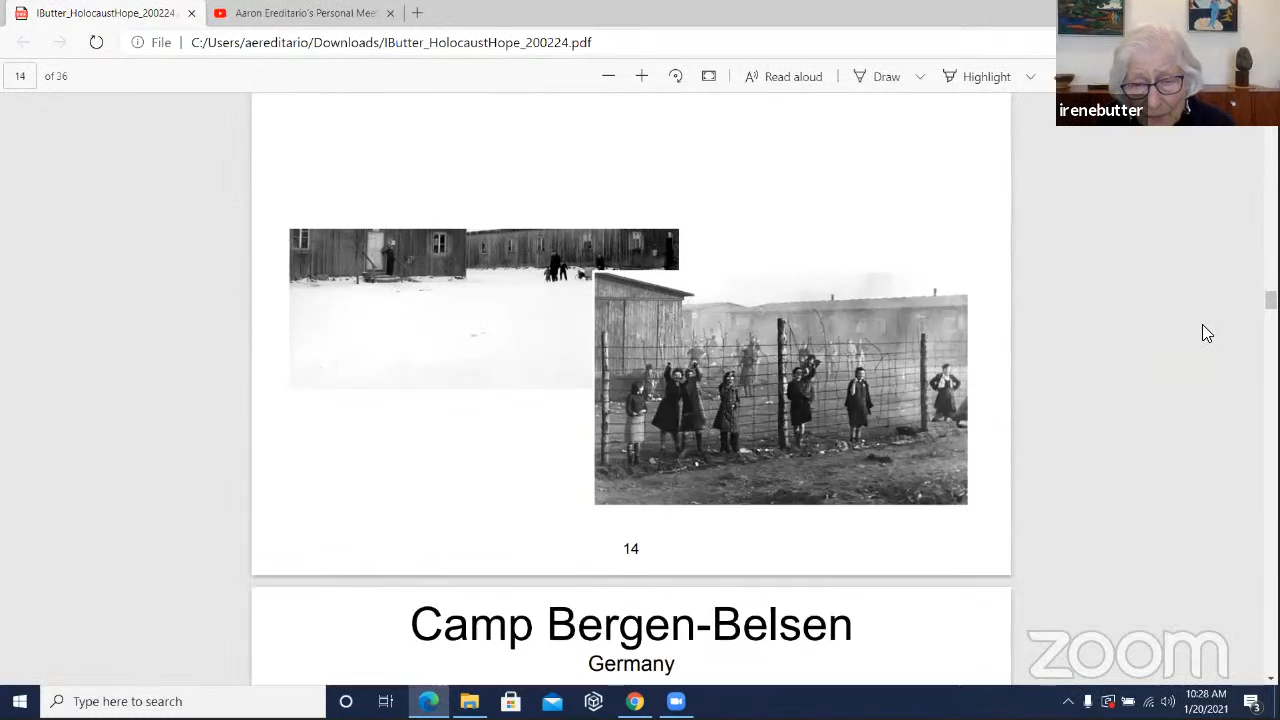 IButter_HolocaustHope_200224.
Aaron Ereditario's Personal Mee
File
C:/Users/aereditario/Downloads/IButter_HolocaustHope_200224.pdf
14
of 36
Read aloud
Draw
Highlight
irenebutter
14
Camp Bergen-Belsen
Germany
zoom
Type here to search
10:28 AM
1/20/2021
3